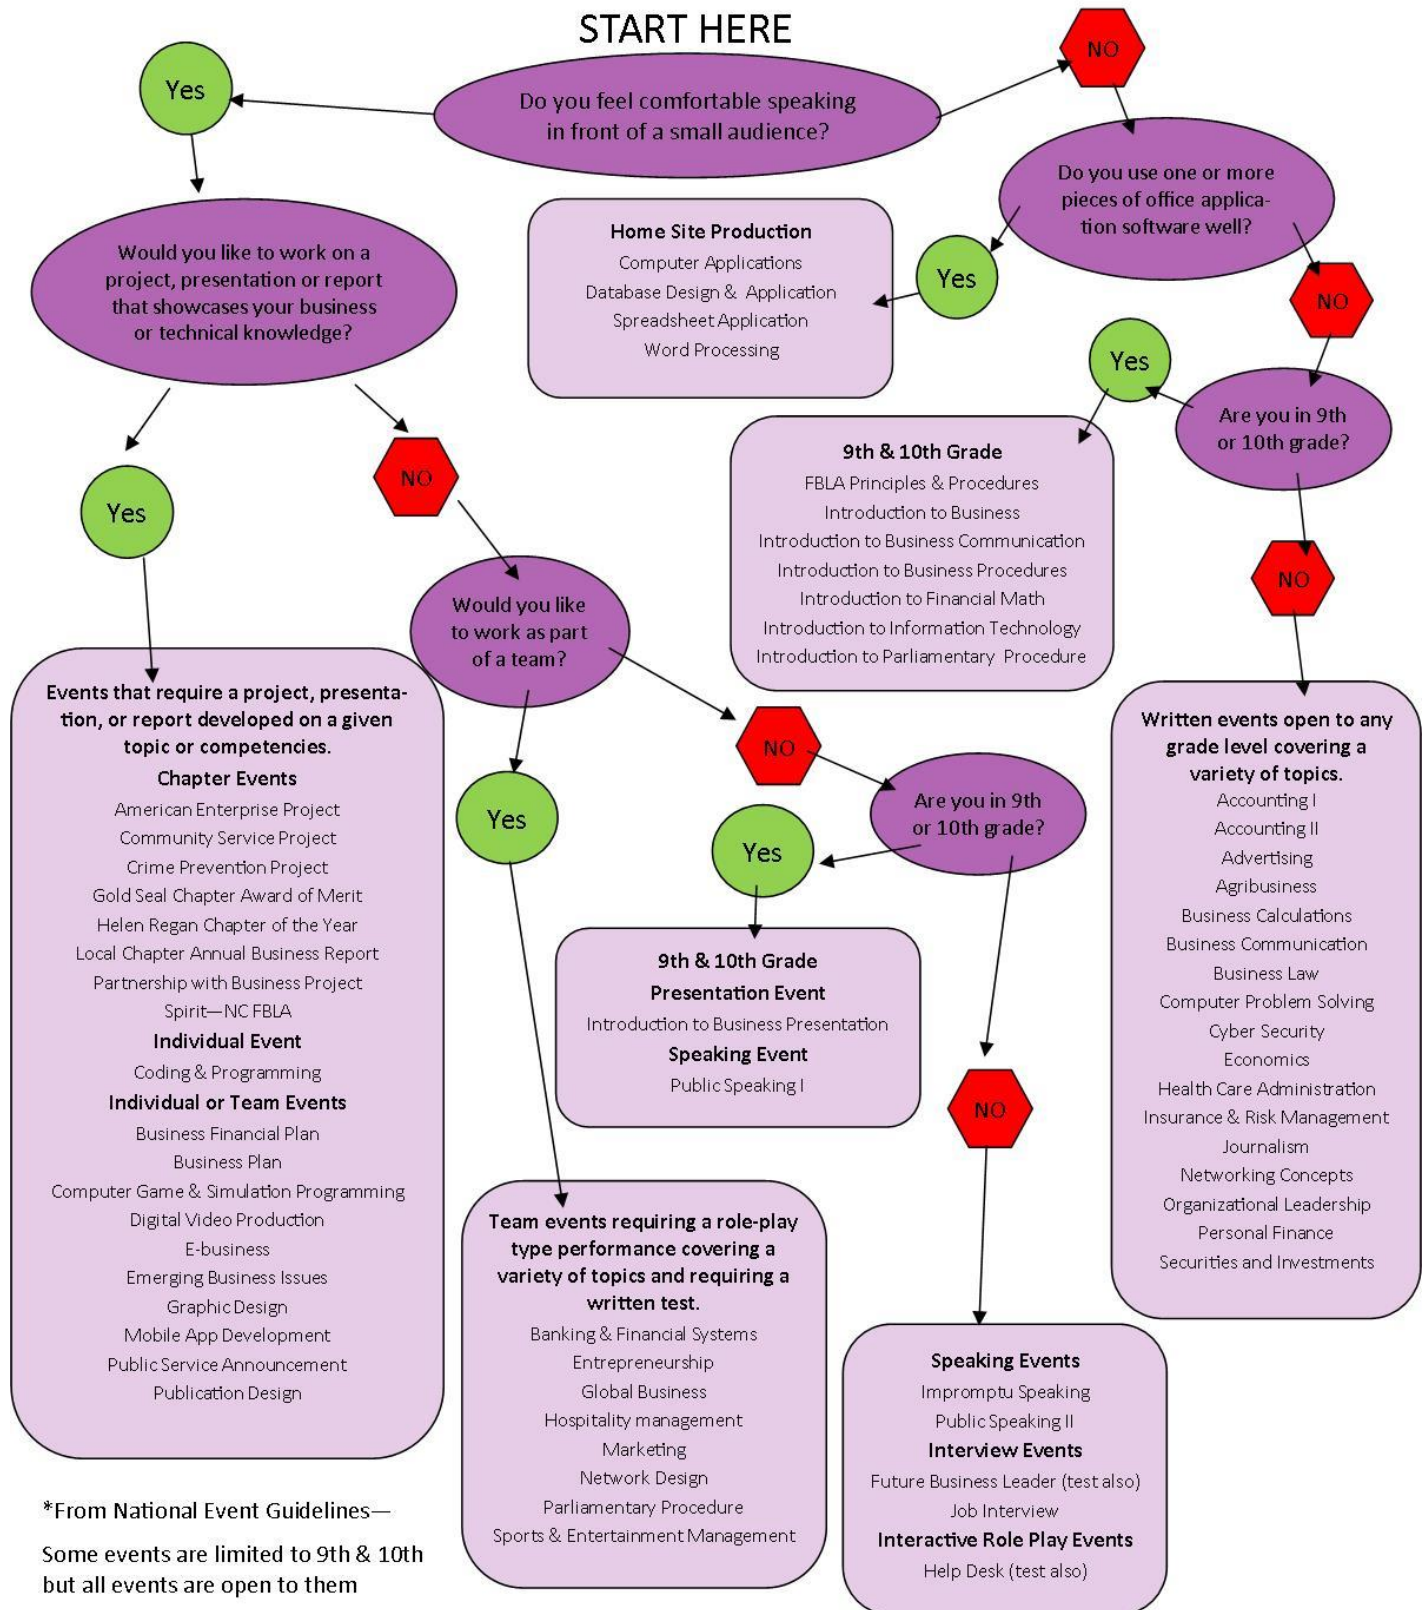 START HERE
Do you feel comfortable speaking
in front of a small audience?
Yes
NO
Would you like to work on a
project, presentation or report
that showcases your business
or technical knowledge?
Do you use one or more
pieces of office applica-
tion software well?
Yes
NO
Home Site Production
Computer Applications
Database Design & Application
Spreadsheet Application
Word Processing
Are you in 9th
or 10th grade?
Yes
NO
9th & 10th Grade
FBLA Principles & Procedures
Introduction to Business
Introduction to Business Communication
Introduction to Business Procedures
Introduction to Financial Math
Introduction to Information Technology
Introduction to Parliamentary Procedure
Written events open to any
grade level covering a
variety of topics.
Accounting I
Accounting II
Advertising
Agribusiness
Business Calculations
Business Communication
Business Law
Computer Problem Solving
Cyber Security
Economics
Health Care Administration
Insurance & Risk Management
Journalism
Networking Concepts
Organizational Leadership
Personal Finance
Securities and Investments
Yes
NO
Events that require a project, presenta-
tion, or report developed on a given
topic or competencies.
Chapter Events
American Enterprise Project
Community Service Project
Crime Prevention Project
Gold Seal Chapter Award of Merit
Helen Regan Chapter of the Year
Local Chapter Annual Business Report
Partnership with Business Project
Spirit—NC FBLA
Individual Event
Coding & Programming
Individual or Team Events
Business Financial Plan
Business Plan
Computer Game & Simulation Programming
Digital Video Production
E-business
Emerging Business Issues
Graphic Design
Mobile App Development
Public Service Announcement
Publication Design
Would you like
to work as part
of a team?
Yes
NO
Team events requiring a role-play
type performance covering a
variety of topics and requiring a
written test.
Banking & Financial Systems
Entrepreneurship
Global Business
Hospitality management
Marketing
Network Design
Parliamentary Procedure
Sports & Entertainment Management
Are you in 9th
or 10th grade?
Yes
NO
9th & 10th Grade
Presentation Event
Introduction to Business Presentation
Speaking Event
Public Speaking I
Speaking Events
Impromptu Speaking
Public Speaking II
Interview Events
Future Business Leader (test also)
Job Interview
Interactive Role Play Events
Help Desk (test also)
*From National Event Guidelines—
Some events are limited to 9th & 10th
but all events are open to them